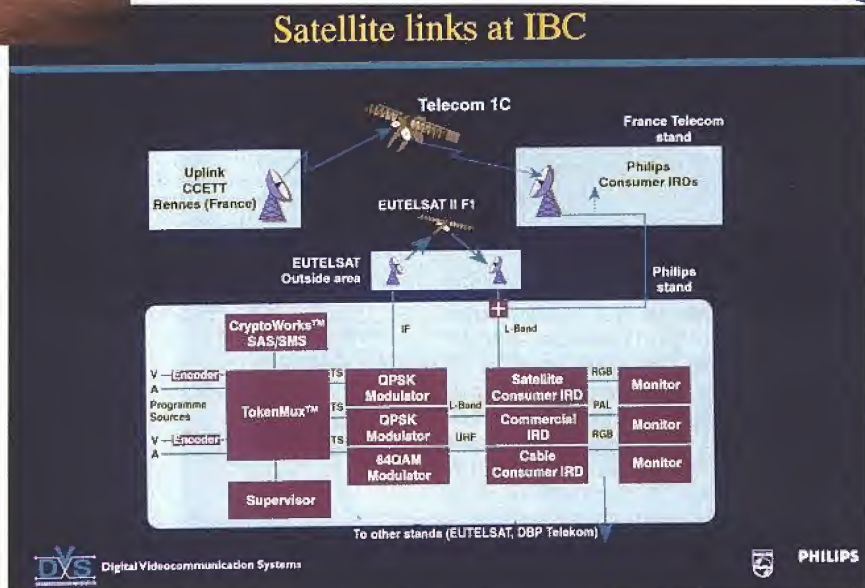 Satellite links at IBC
Telecom 1C
France Telecom
stand
Uplink
CCETT
Rennes (France)
Philips
Consumer IRDs
EUTELSAT II F1
EUTELSAT
Outside area
Philips
stand
CryptoWorks™
SAS/SMS
IF
L-Band
V
Encoder
A
TS
QPSK
Modulator
Satellite
Consumer IRD
RGB
Monitor
Programme
Sources
TokenMux™
TS
QPSK
Modulator
L-Band
Commercial
IRD
PAL
Monitor
V
Encoder
A
TS
64QAM
Modulator
UHF
Cable
Consumer IRD
RGB
Monitor
Supervisor
To other stands (EUTELSAT, DBP Telekom)
DVS Digital Videocommunication Systems
PHILIPS